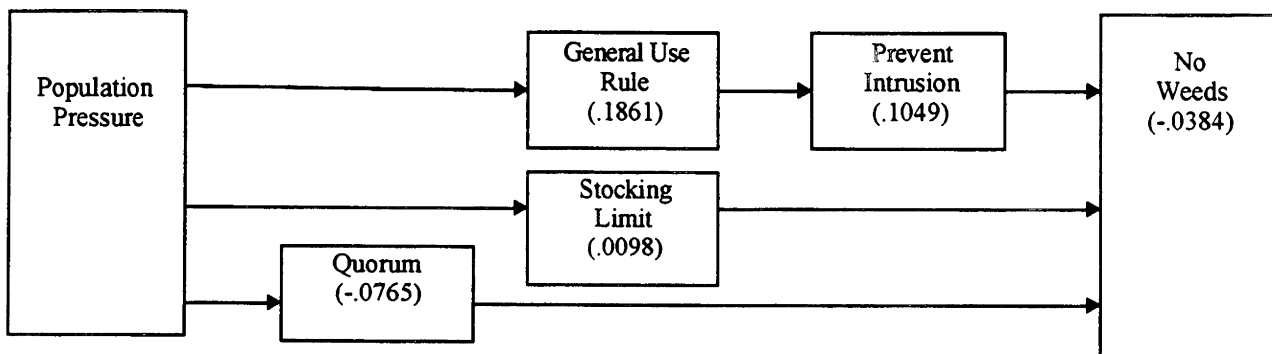 Population
Pressure
General Use
Rule
(.1861)
Prevent
Intrusion
(.1049)
No
Weeds
(-.0384)
Stocking
Limit
(.0098)
Quorum
(-.0765)